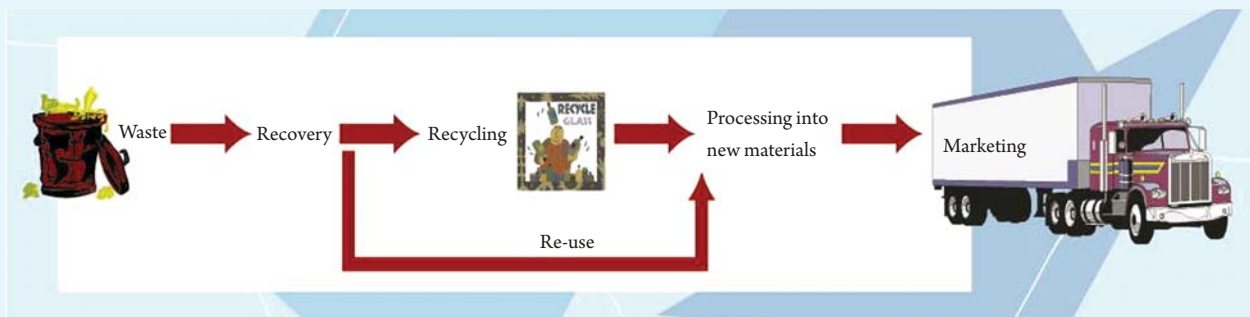 Waste
Recovery
Recycling
RECYCLE
GLASS
Processing into
new materials
Marketing
Re-use